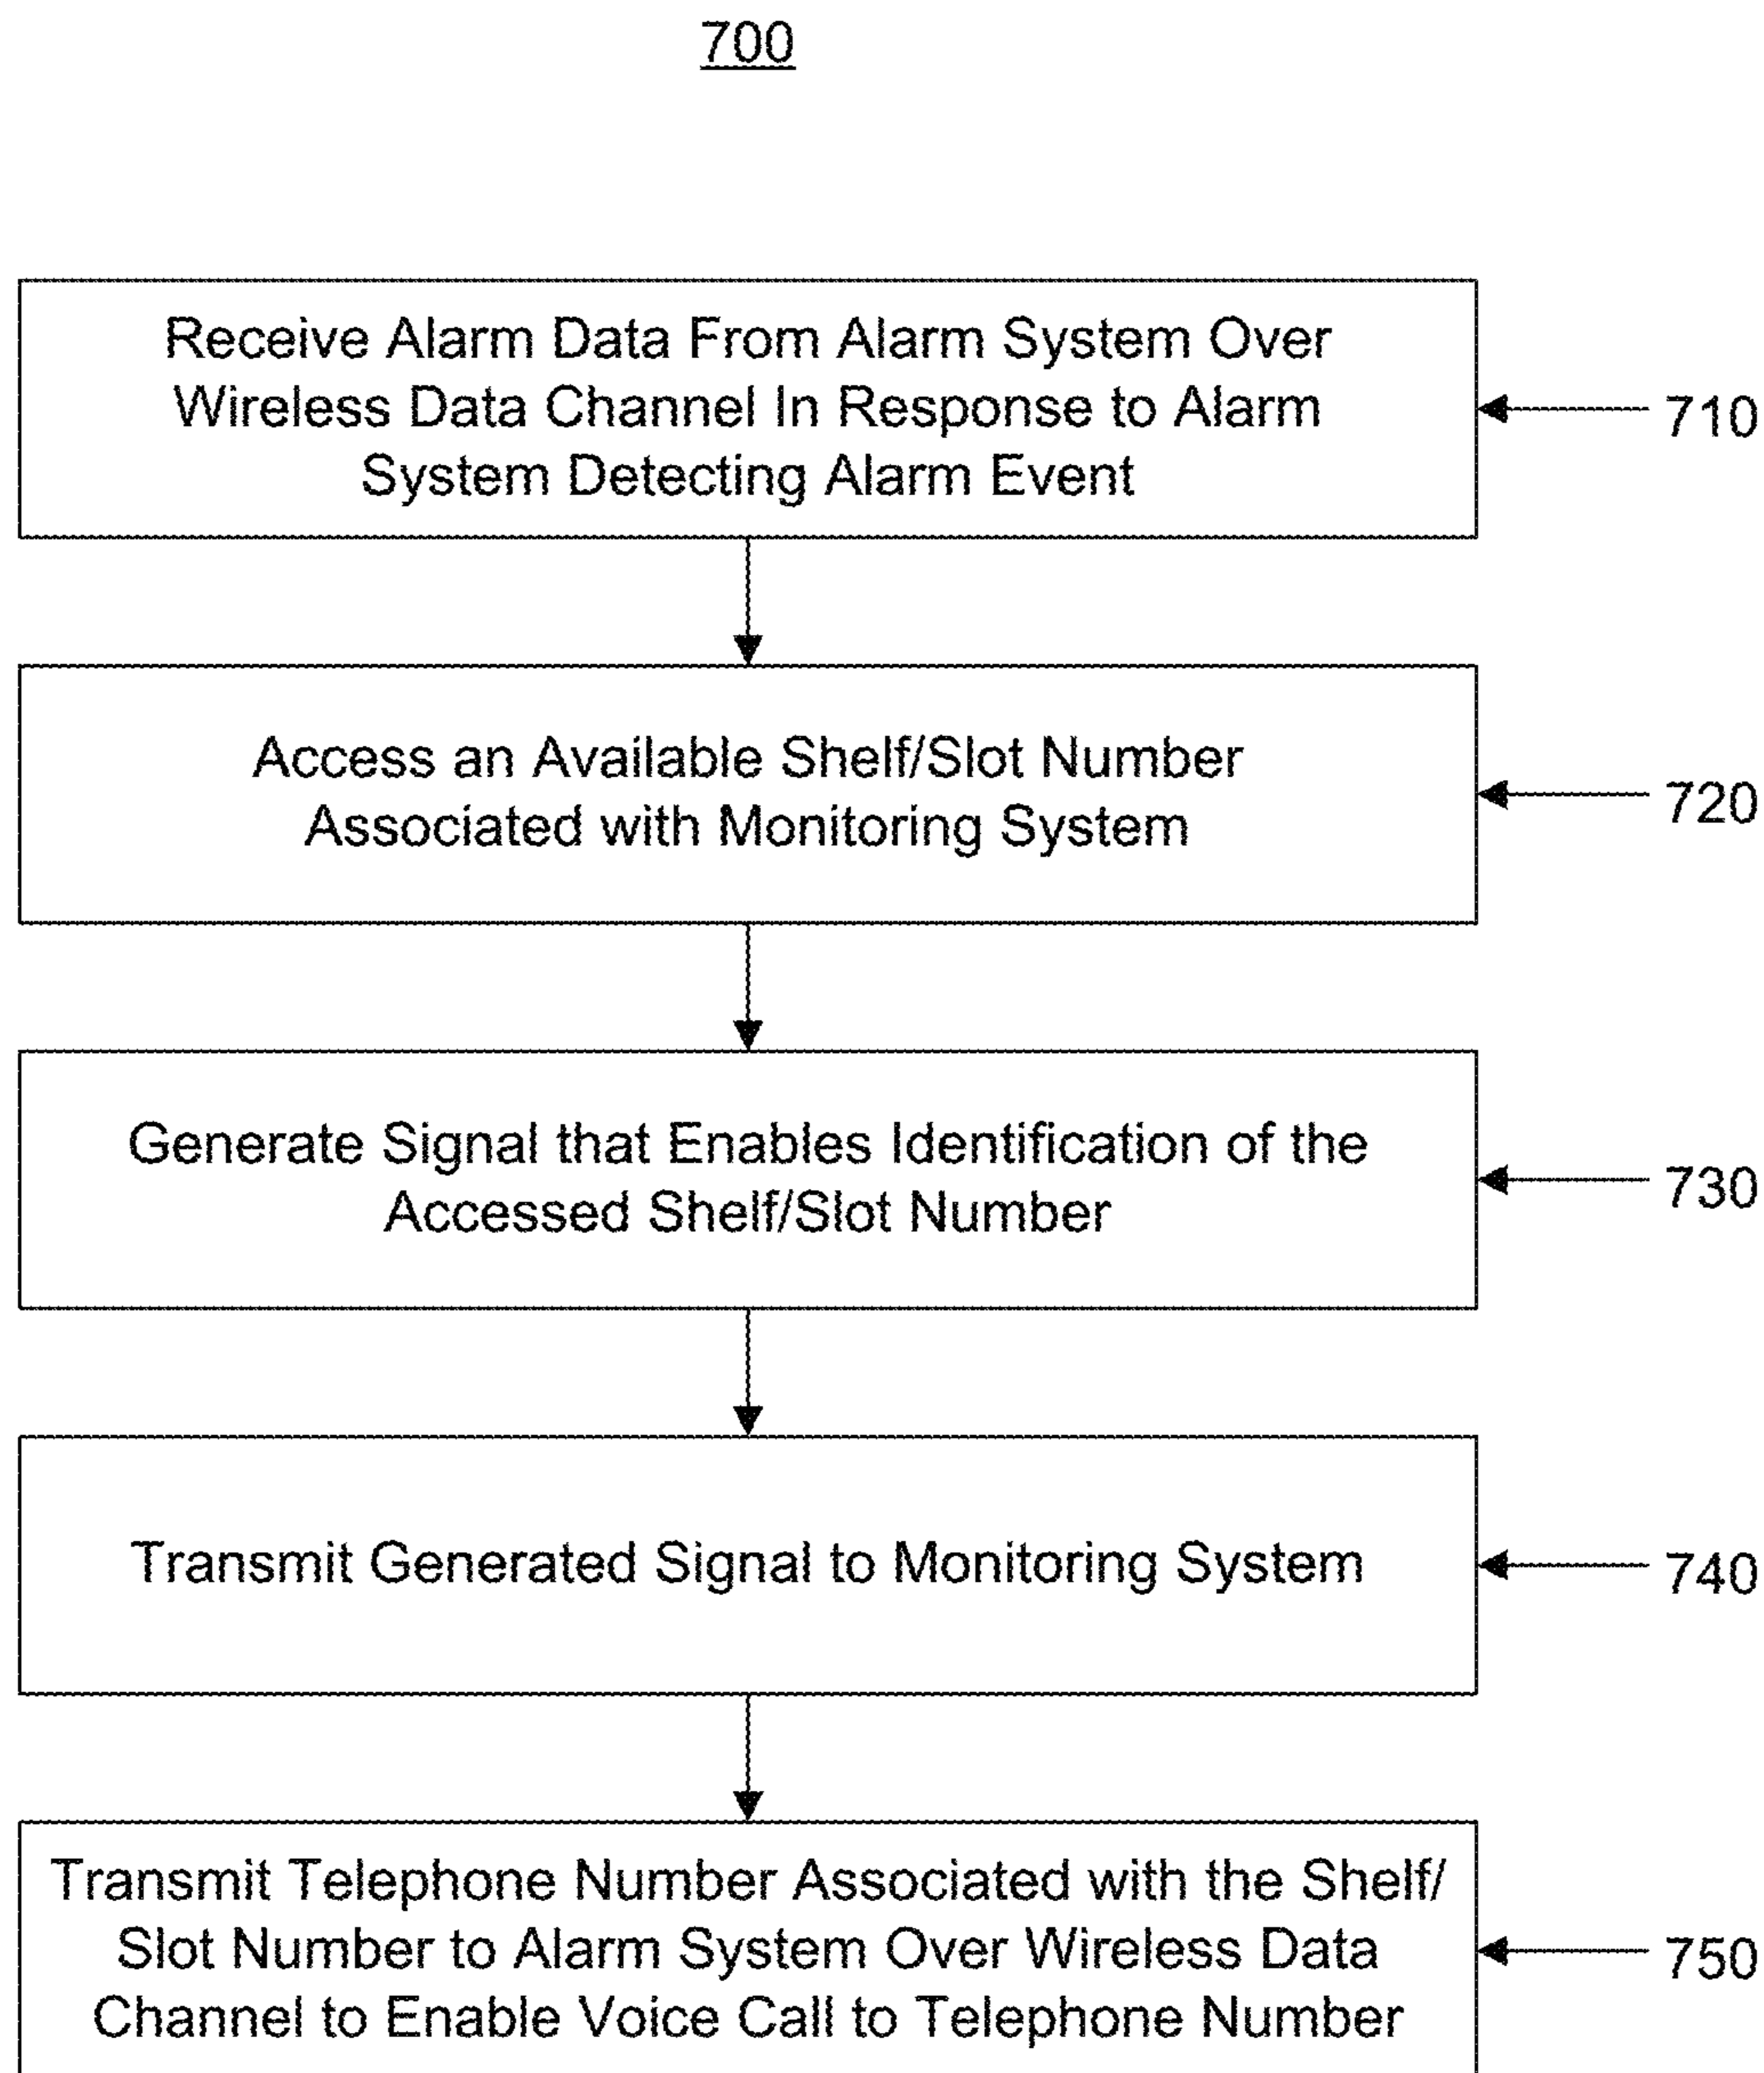 700
Receive Alarm Data From Alarm System Over
Wireless Data Channel In Response to Alarm
System Detecting Alarm Event
710
Access an Available Shelf/Slot Number
Associated with Monitoring System
720
Generate Signal that Enables Identification of the
Accessed Shelf/Slot Number
730
Transmit Generated Signal to Monitoring System
740
Transmit Telephone Number Associated with the Shelf/
Slot Number to Alarm System Over Wireless Data
Channel to Enable Voice Call to Telephone Number
750